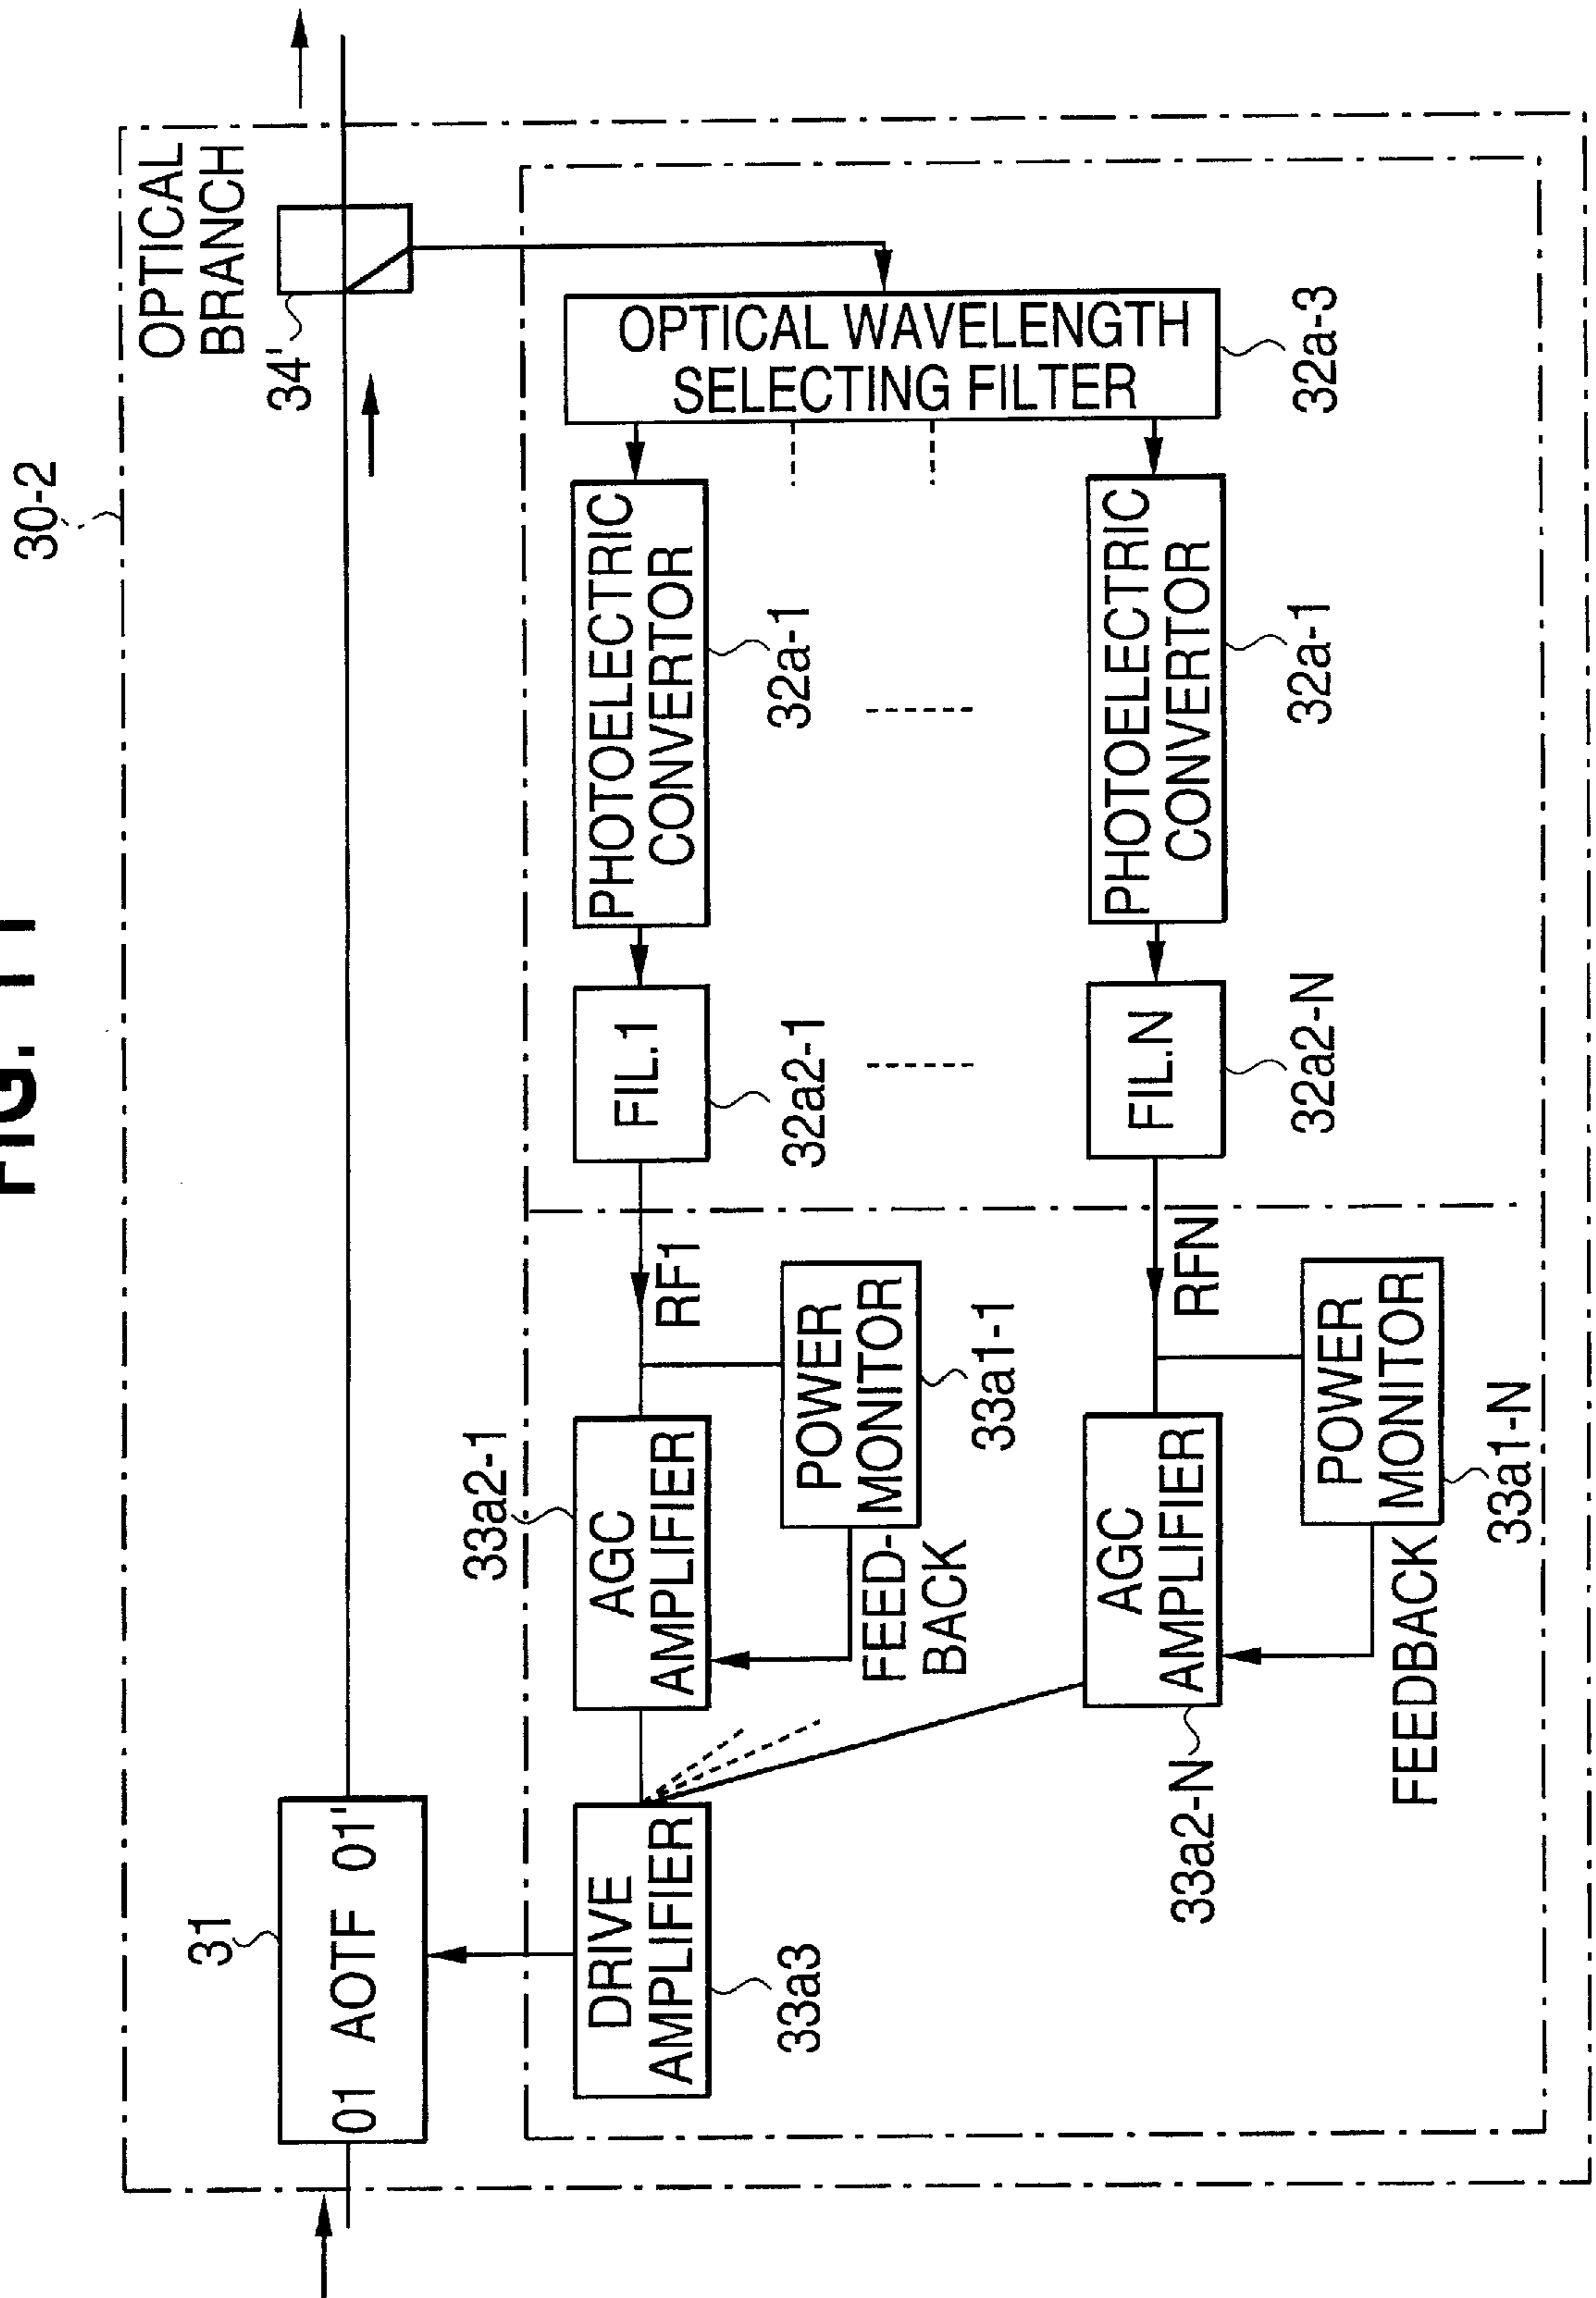 FIG. 11
30-2
OPTICAL
BRANCH
34'
31
01 AOTF 01'
OPTICAL WAVELENGTH
SELECTING FILTER
32a-3
PHOTOELECTRIC
CONVERTOR
32a-1
FIL.1
32a2-1
RF1
33a2-1
AGC
AMPLIFIER
POWER
MONITOR
33a1-1
FEED-
BACK
DRIVE
AMPLIFIER
33a3
PHOTOELECTRIC
CONVERTOR
32a-1
FIL.N
32a2-N
RFN
AGC
AMPLIFIER
33a2-N
POWER
MONITOR
33a1-N
FEEDBACK